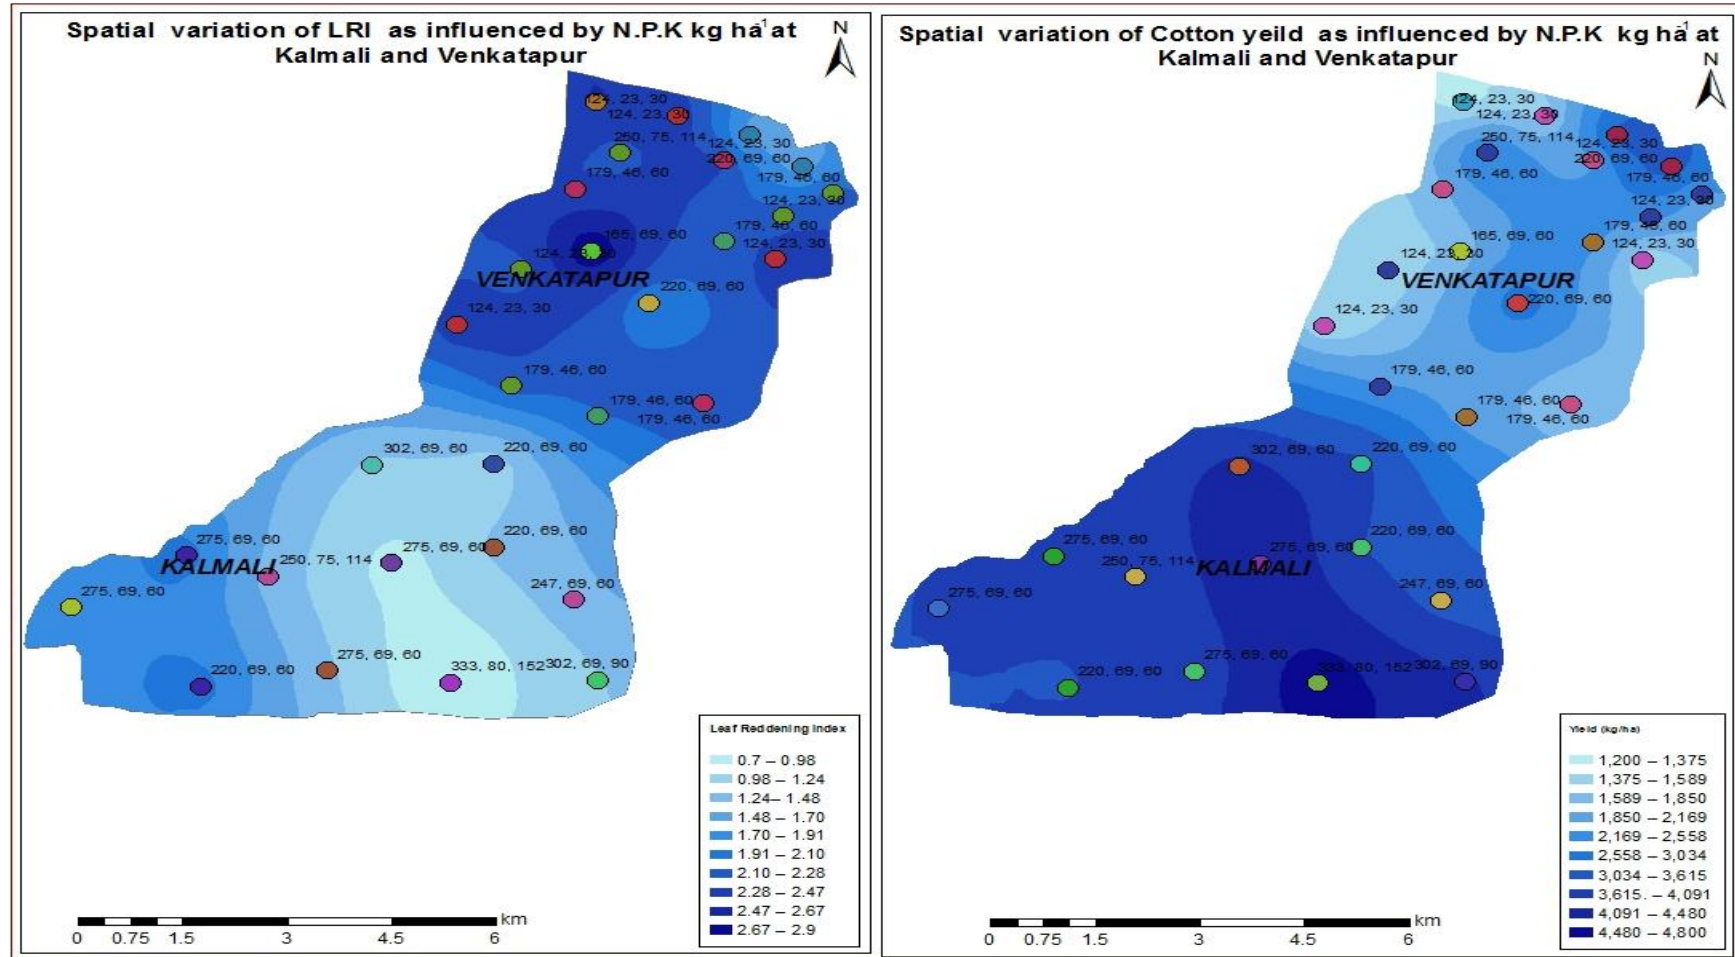 Spatial variation of LRI as influenced by N.P.K kg ha-1 at
Kalmali and Venkatapur
N
124, 23, 30
124, 23, 30
250, 75, 114
124, 23, 30
220, 69, 60
179, 46, 60
179, 46, 60
124, 23, 30
179, 46, 60
165, 69, 60
124, 23, 30
124, 23, 30
VENKATAPUR
220, 69, 60
124, 23, 30
179, 46, 60
179, 46, 60
179, 46, 60
302, 69, 60
220, 69, 60
220, 69, 60
275, 69, 60
250, 75, 114
275, 69, 60
KALMALI
275, 69, 60
247, 69, 60
220, 69, 60
275, 69, 60
333, 80, 152
302, 69, 90
Leaf Reddening Index
0.7 – 0.98
0.98 – 1.24
1.24– 1.48
1.48 – 1.70
1.70 – 1.91
1.91 – 2.10
2.10 – 2.28
2.28 – 2.47
2.47 – 2.67
2.67 – 2.9
km
0 0.75 1.5 3 4.5 6
Spatial variation of Cotton yeild as influenced by N.P.K kg ha-1 at
Kalmali and Venkatapur
N
124, 23, 30
124, 23, 30
250, 75, 114
124, 23, 30
220, 69, 60
179, 46, 60
179, 46, 60
124, 23, 30
179, 46, 60
165, 69, 60
124, 23, 30
124, 23, 30
VENKATAPUR
220, 69, 60
124, 23, 30
179, 46, 60
179, 46, 60
179, 46, 60
302, 69, 60
220, 69, 60
220, 69, 60
275, 69, 60
250, 75, 114
275, 69, 60
KALMALI
275, 69, 60
247, 69, 60
220, 69, 60
275, 69, 60
333, 80, 152
302, 69, 90
Yield (kg/ha)
1,200 – 1,375
1,375 – 1,589
1,589 – 1,850
1,850 – 2,169
2,169 – 2,558
2,558 – 3,034
3,034 – 3,615
3,615. – 4,091
4,091 – 4,480
4,480 – 4,800
km
0 0.75 1.5 3 4.5 6